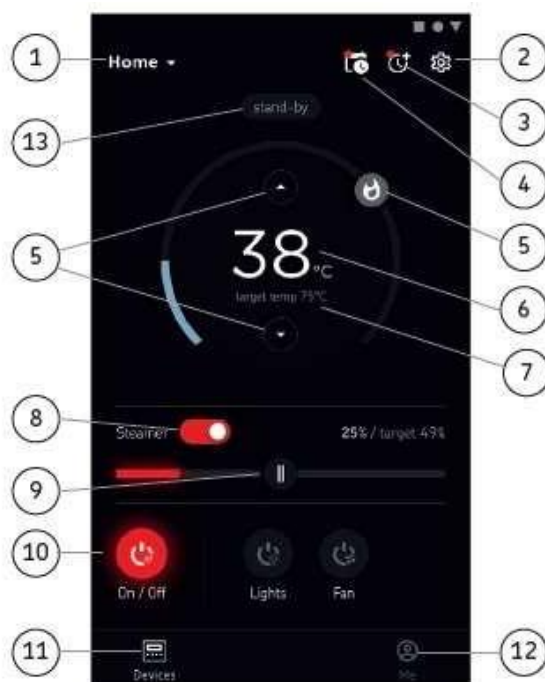 1
Home
2
3
stand-by
13
4
5
5
38 °C
target temp 75°C
6
7
8
Steamer
25% / target 49%
9
10
On / Off
Lights
Fan
11
12
Devices
Me